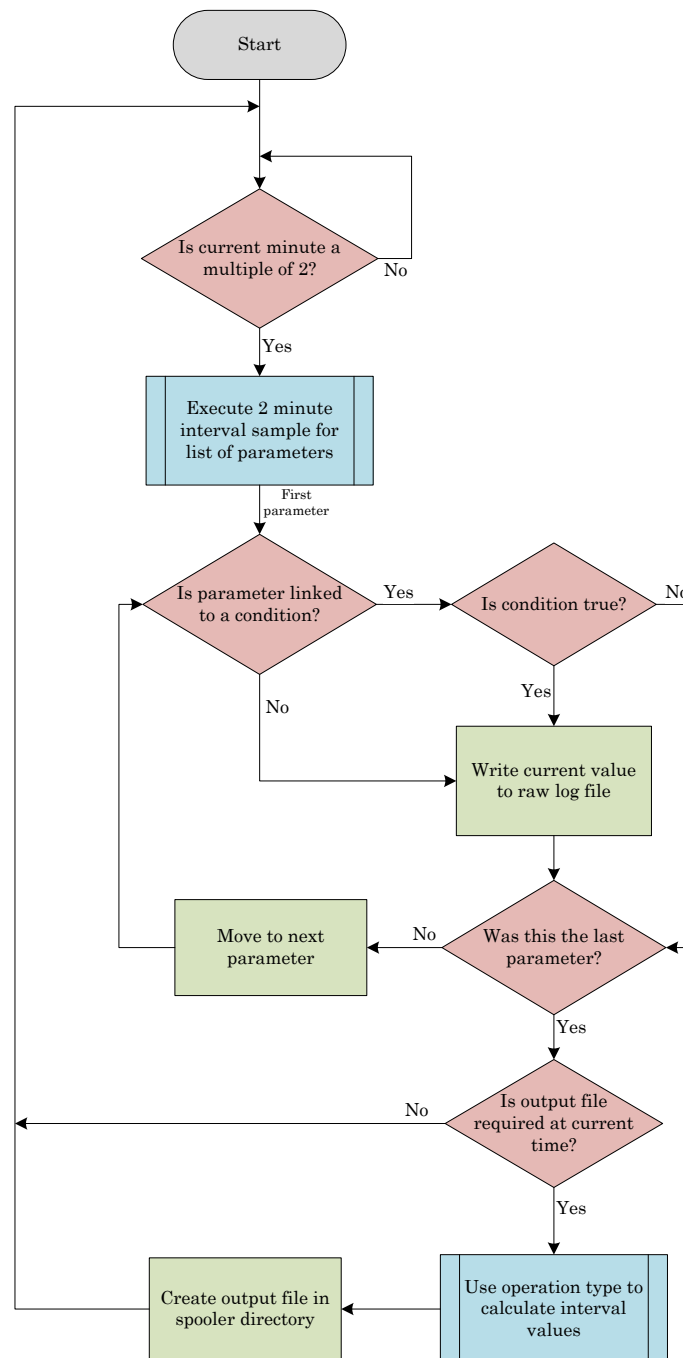 Start
Is current minute a
multiple of 2?
No
Yes
Execute 2 minute
interval sample for
list of parameters
First
parameter
Is parameter linked
to a condition?
Yes
Is condition true?
No
No
Yes
Write current value
to raw log file
Move to next
parameter
No
Was this the last
parameter?
Yes
No
Is output file
required at current
time?
Yes
Create output file in
spooler directory
Use operation type to
calculate interval
values